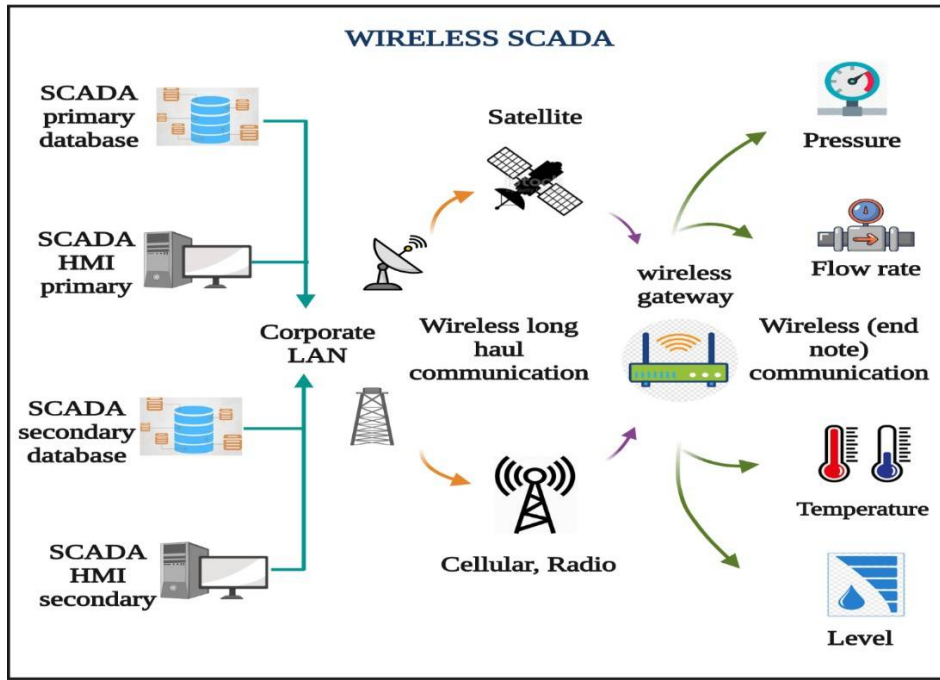 WIRELESS SCADA
SCADA
primary
database
SCADA
HMI
primary
Corporate
LAN
SCADA
secondary
database
SCADA
HMI
secondary
Satellite
Wireless long
haul
communication
Cellular, Radio
wireless
gateway
Wireless (end
note)
communication
Pressure
Flow rate
Temperature
Level